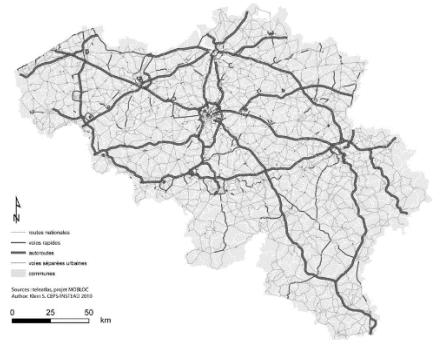 N
routes nationales
voies rapides
autoroutes
voies séparées urbaines
communes
Sources: teleatlas, projet MOBLOC
Author: Klein S. CEPS-INSTEAD 2010
0 25 50 km